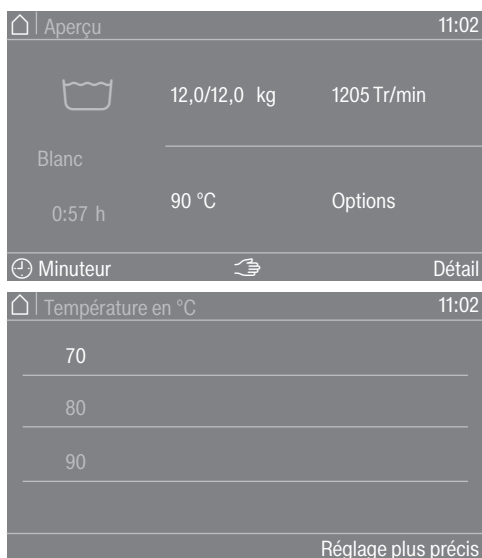 Aperçu 11:02
12,0/12,0 kg 1205 Tr/min
Blanc
90 °C Options
0:57 h
Minuteur Détail
Température en °C 11:02
70
80
90
Réglage plus précis